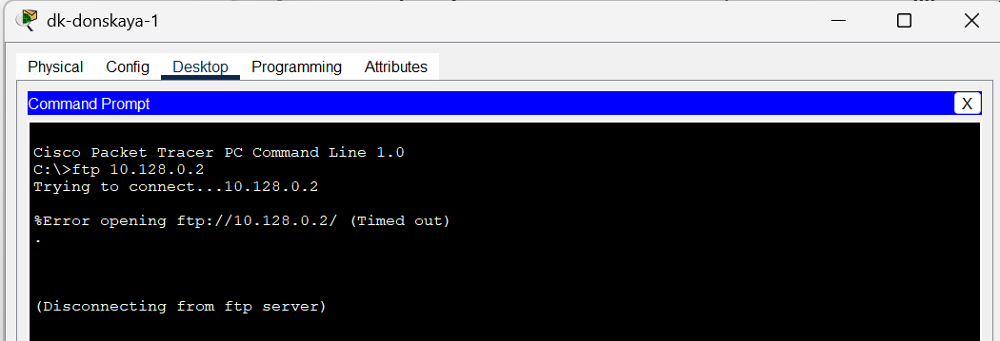 dk-donskaya-1
Physical Config Desktop Programming Attributes
Command Prompt X
Cisco Packet Tracer PC Command Line 1.0
C:\>ftp 10.128.0.2
Trying to connect...10.128.0.2
%Error opening ftp://10.128.0.2/ (Timed out)
.
(Disconnecting from ftp server)